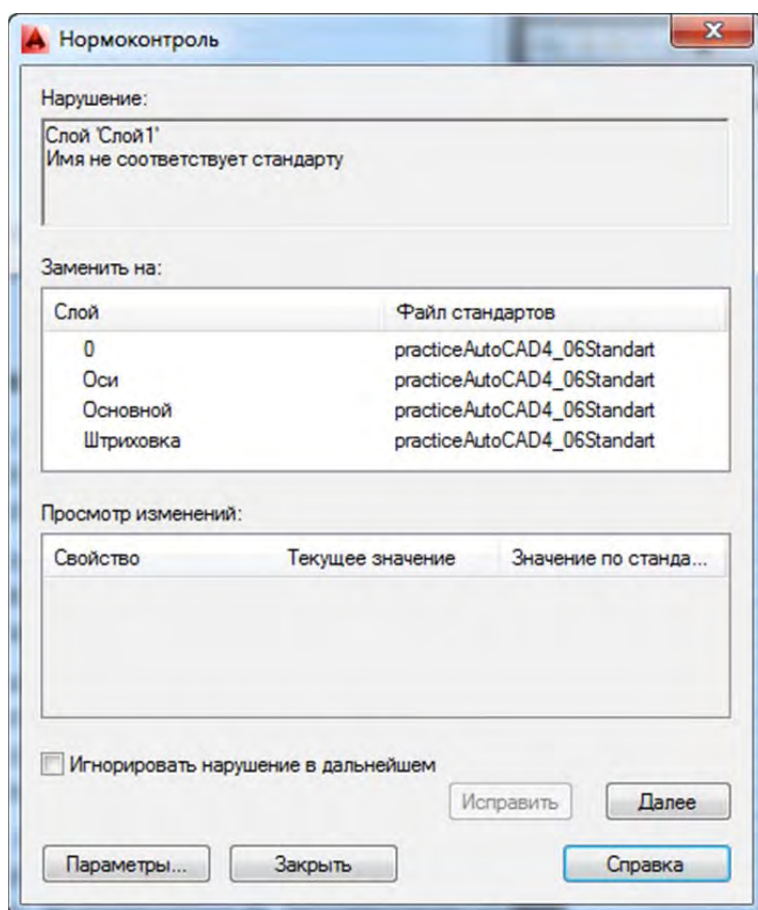 Нормоконтроль
Нарушение:
Слой 'Слой1'
Имя не соответствует стандарту
Заменить на:
Слой Файл стандартов
0 practiceAutoCAD4_06Standart
Оси practiceAutoCAD4_06Standart
Основной practiceAutoCAD4_06Standart
Штриховка practiceAutoCAD4_06Standart
Просмотр изменений:
Свойство Текущее значение Значение по станда...
Игнорировать нарушение в дальнейшем
Исправить Далее
Параметры... Закрыть Справка